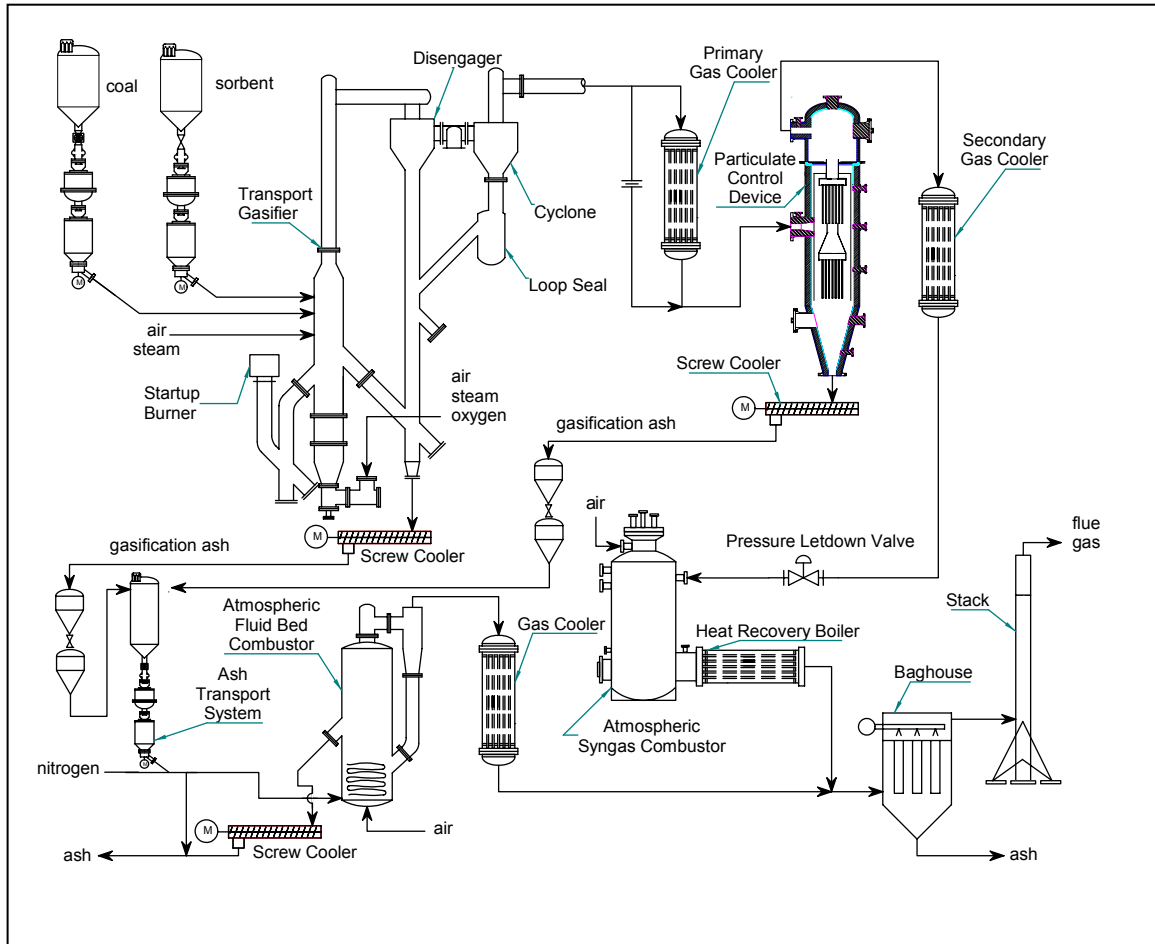 coal
sorbent
Disengager
Primary
Gas Cooler
Secondary
Gas Cooler
Particulate
Control
Device
Transport
Gasifier
Cyclone
Loop Seal
air
steam
Startup
Burner
air
steam
oxygen
Screw Cooler
M
M
M
gasification ash
M
Screw Cooler
gasification ash
air
Pressure Letdown Valve
flue
gas
Stack
Atmospheric
Fluid Bed
Combustor
Gas Cooler
Heat Recovery Boiler
Baghouse
Ash
Transport
System
Atmospheric
Syngas Combustor
M
nitrogen
M
air
ash
Screw Cooler
ash